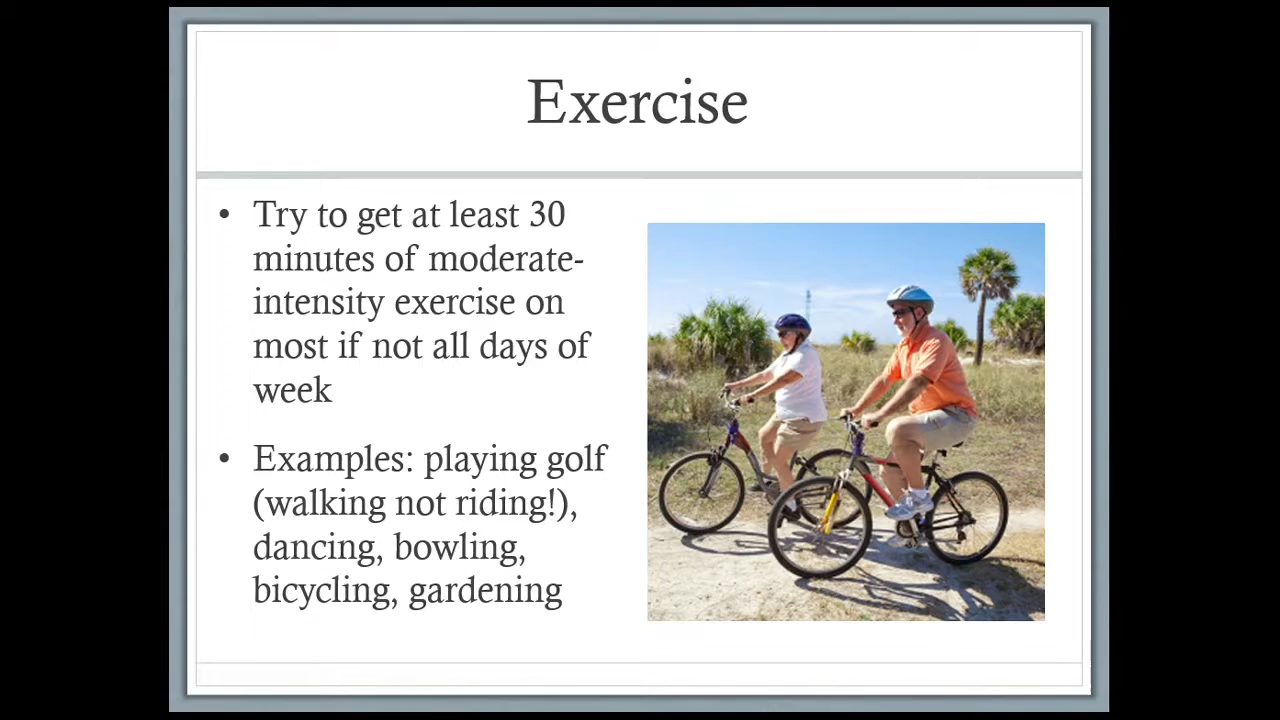 Exercise
• Try to get at least 30
minutes of moderate-
intensity exercise on
most if not all days of
week
• Examples: playing golf
(walking not riding!),
dancing, bowling,
bicycling, gardening